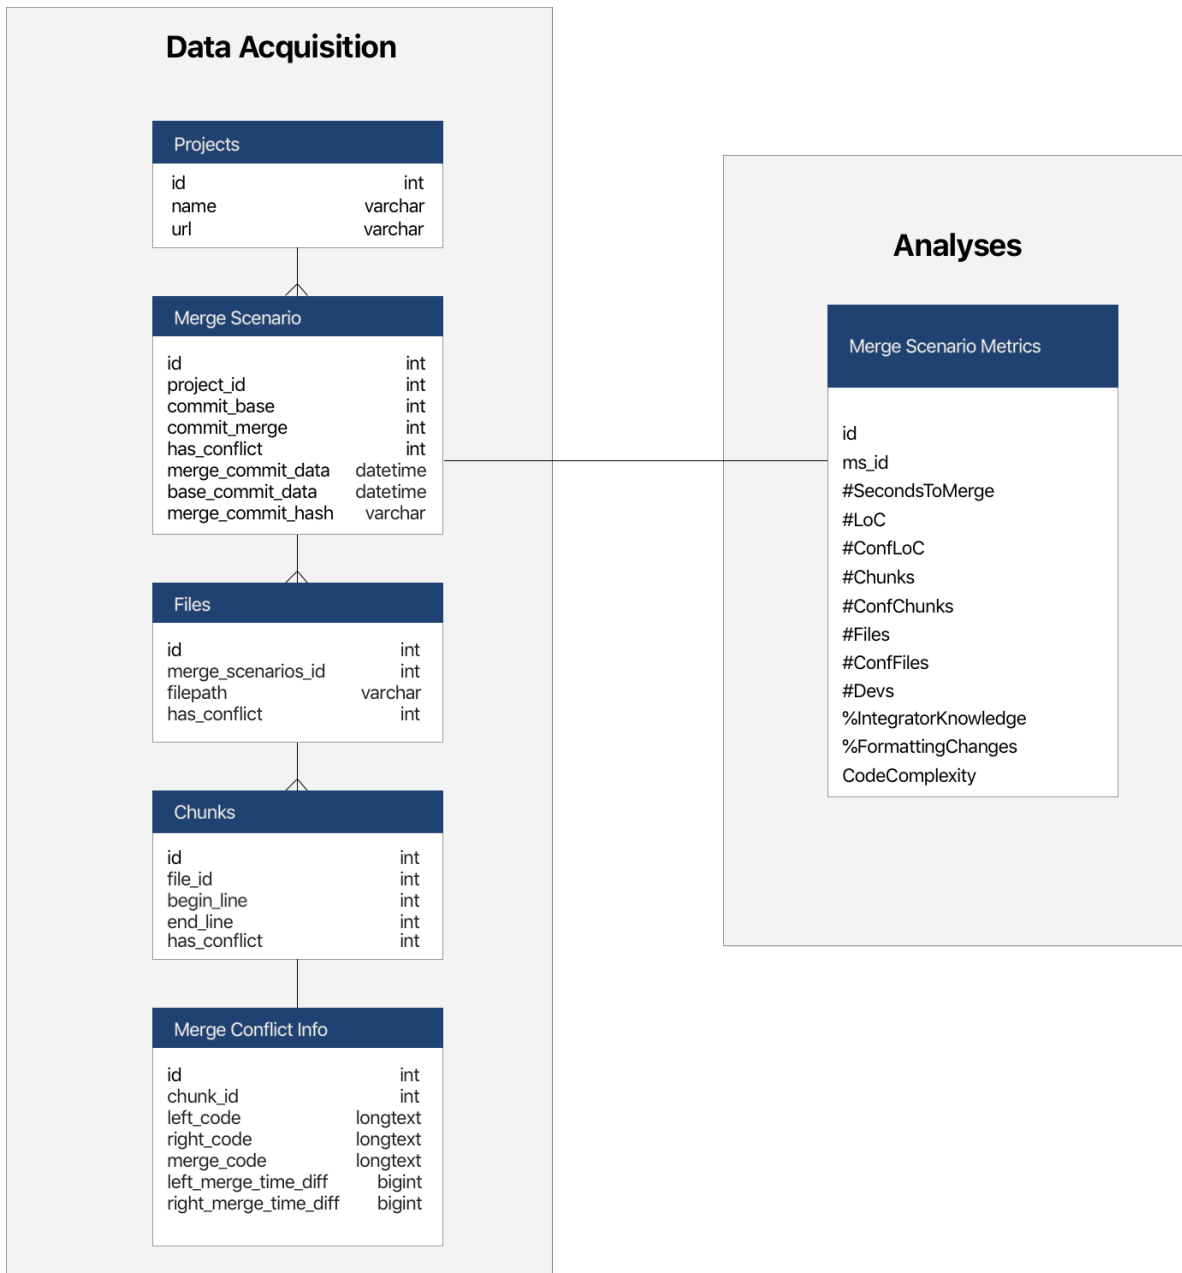 Data Acquisition
Projects
id int
name varchar
url varchar
Merge Scenario
id int
project_id int
commit_base int
commit_merge int
has_conflict int
merge_commit_data datetime
base_commit_data datetime
merge_commit_hash varchar
Files
id int
merge_scenarios_id int
filepath varchar
has_conflict int
Chunks
id int
file_id int
begin_line int
end_line int
has_conflict int
Merge Conflict Info
id int
chunk_id int
left_code longtext
right_code longtext
merge_code longtext
left_merge_time_diff bigint
right_merge_time_diff bigint
Analyses
Merge Scenario Metrics
id
ms_id
#SecondsToMerge
#LoC
#ConfLoC
#Chunks
#ConfChunks
#Files
#ConfFiles
#Devs
%IntegratorKnowledge
%FormattingChanges
CodeComplexity